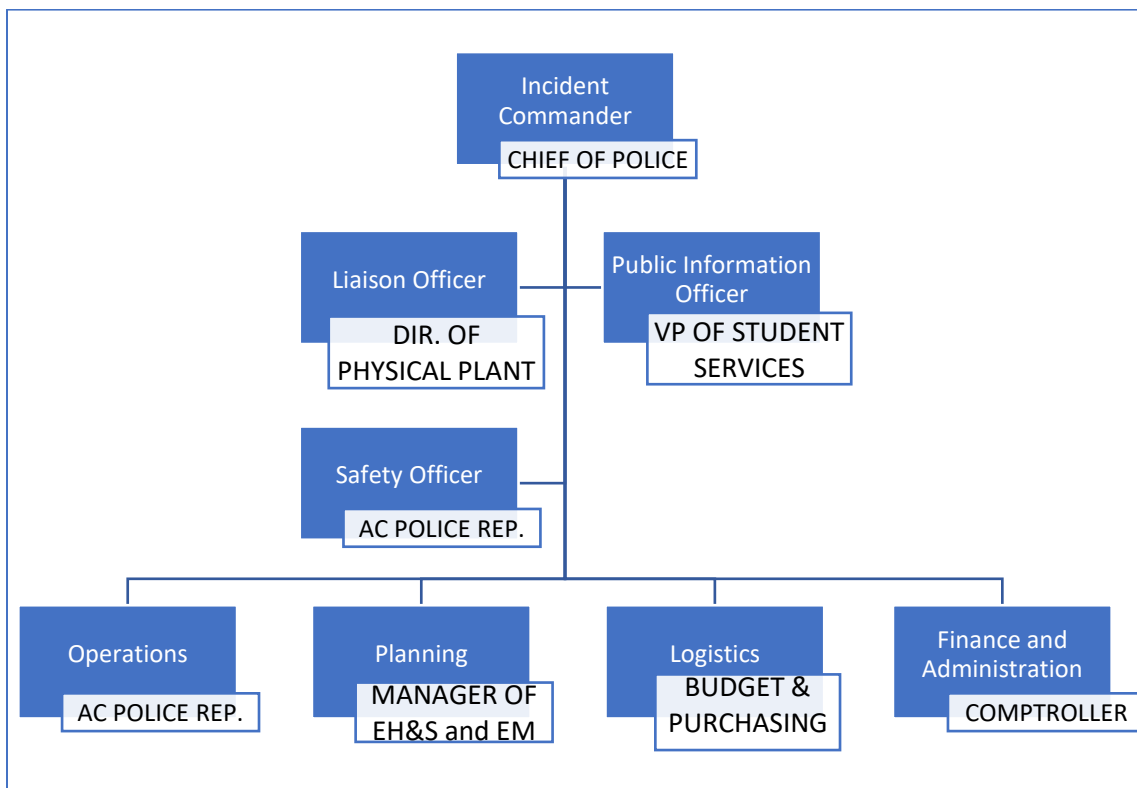 Incident
Commander
CHIEF OF POLICE
Liaison Officer
DIR. OF
PHYSICAL PLANT
Public Information
Officer
VP OF STUDENT
SERVICES
Safety Officer
AC POLICE REP.
Operations
AC POLICE REP.
Planning
MANAGER OF
EH&S and EM
Logistics
BUDGET &
PURCHASING
Finance and
Administration
COMPTROLLER